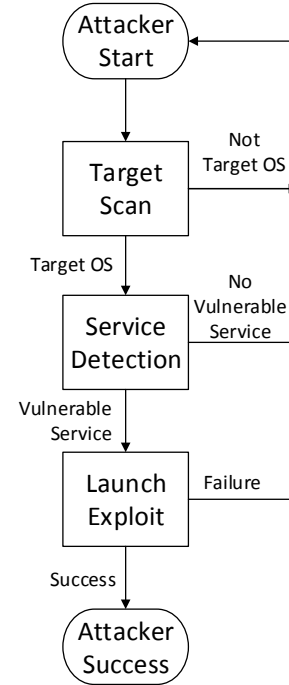 Attacker
Start
Not
Target OS
Target
Scan
Target OS
No
Vulnerable
Service
Service
Detection
Vulnerable
Service
Launch
Exploit
Failure
Success
Attacker
Success